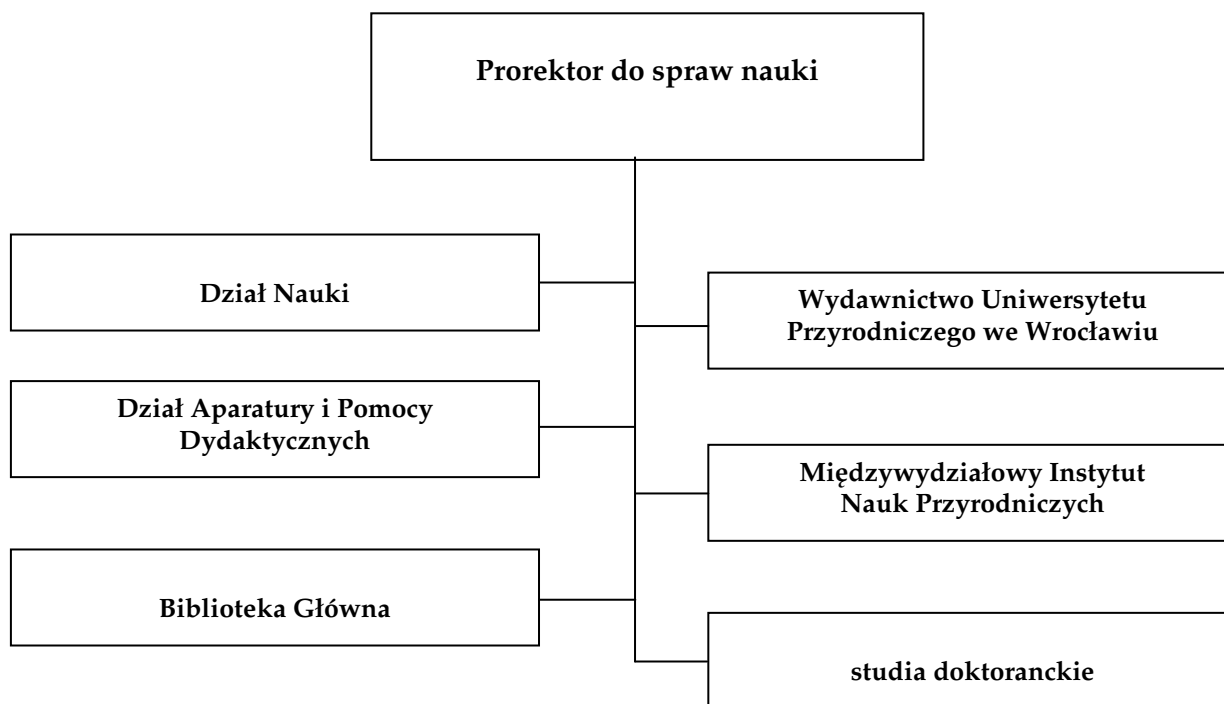 Prorektor do spraw nauki
Dział Nauki
Wydawnictwo Uniwersytetu
Przyrodniczego we Wrocławiu
Dział Aparatury i Pomocy
Dydaktycznych
Międzywydziałowy Instytut
Nauk Przyrodniczych
Biblioteka Główna
studia doktoranckie